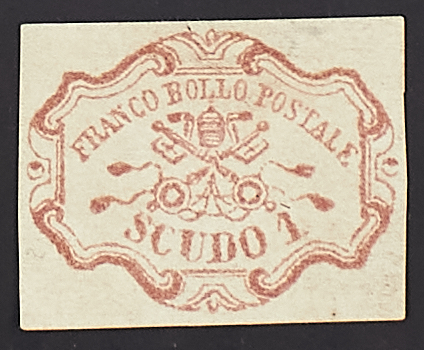 FRANCO BOLLO POSTALE
SCUDO 1